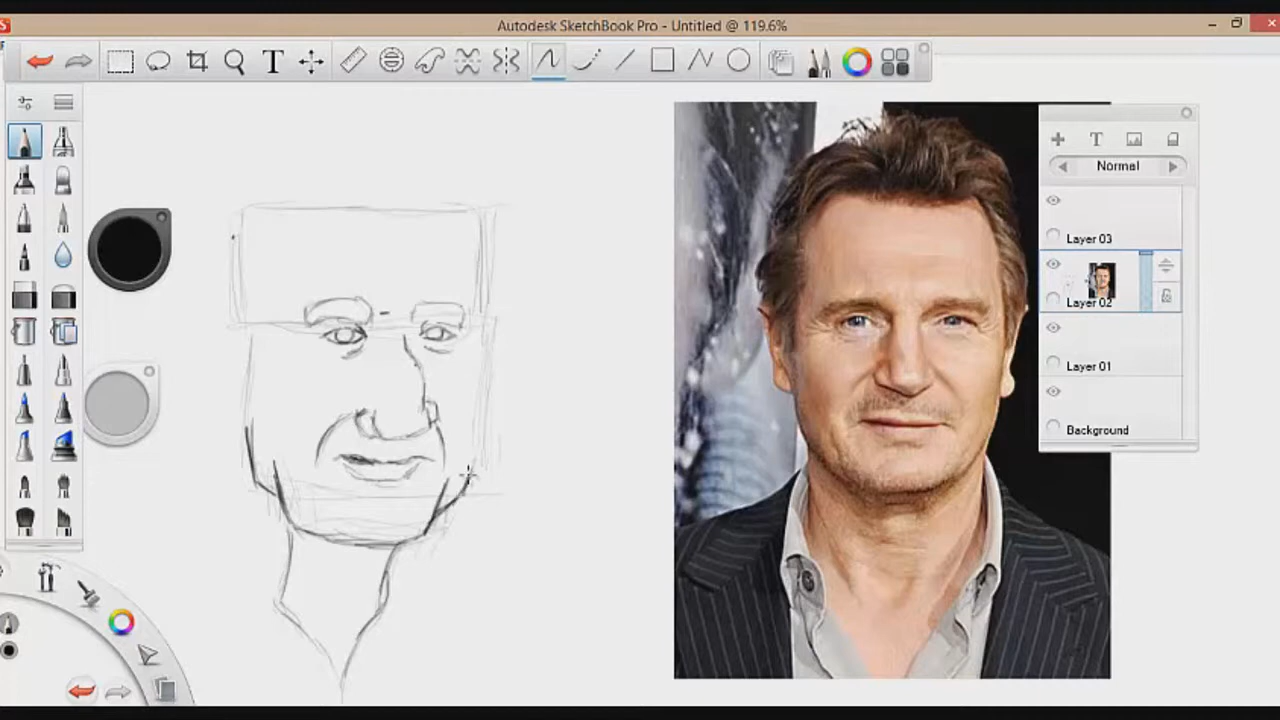 Autodesk SketchBook Pro - Untitled @ 119.6%
T
T
Normal
Layer 03
Layer 02
Layer 01
Background